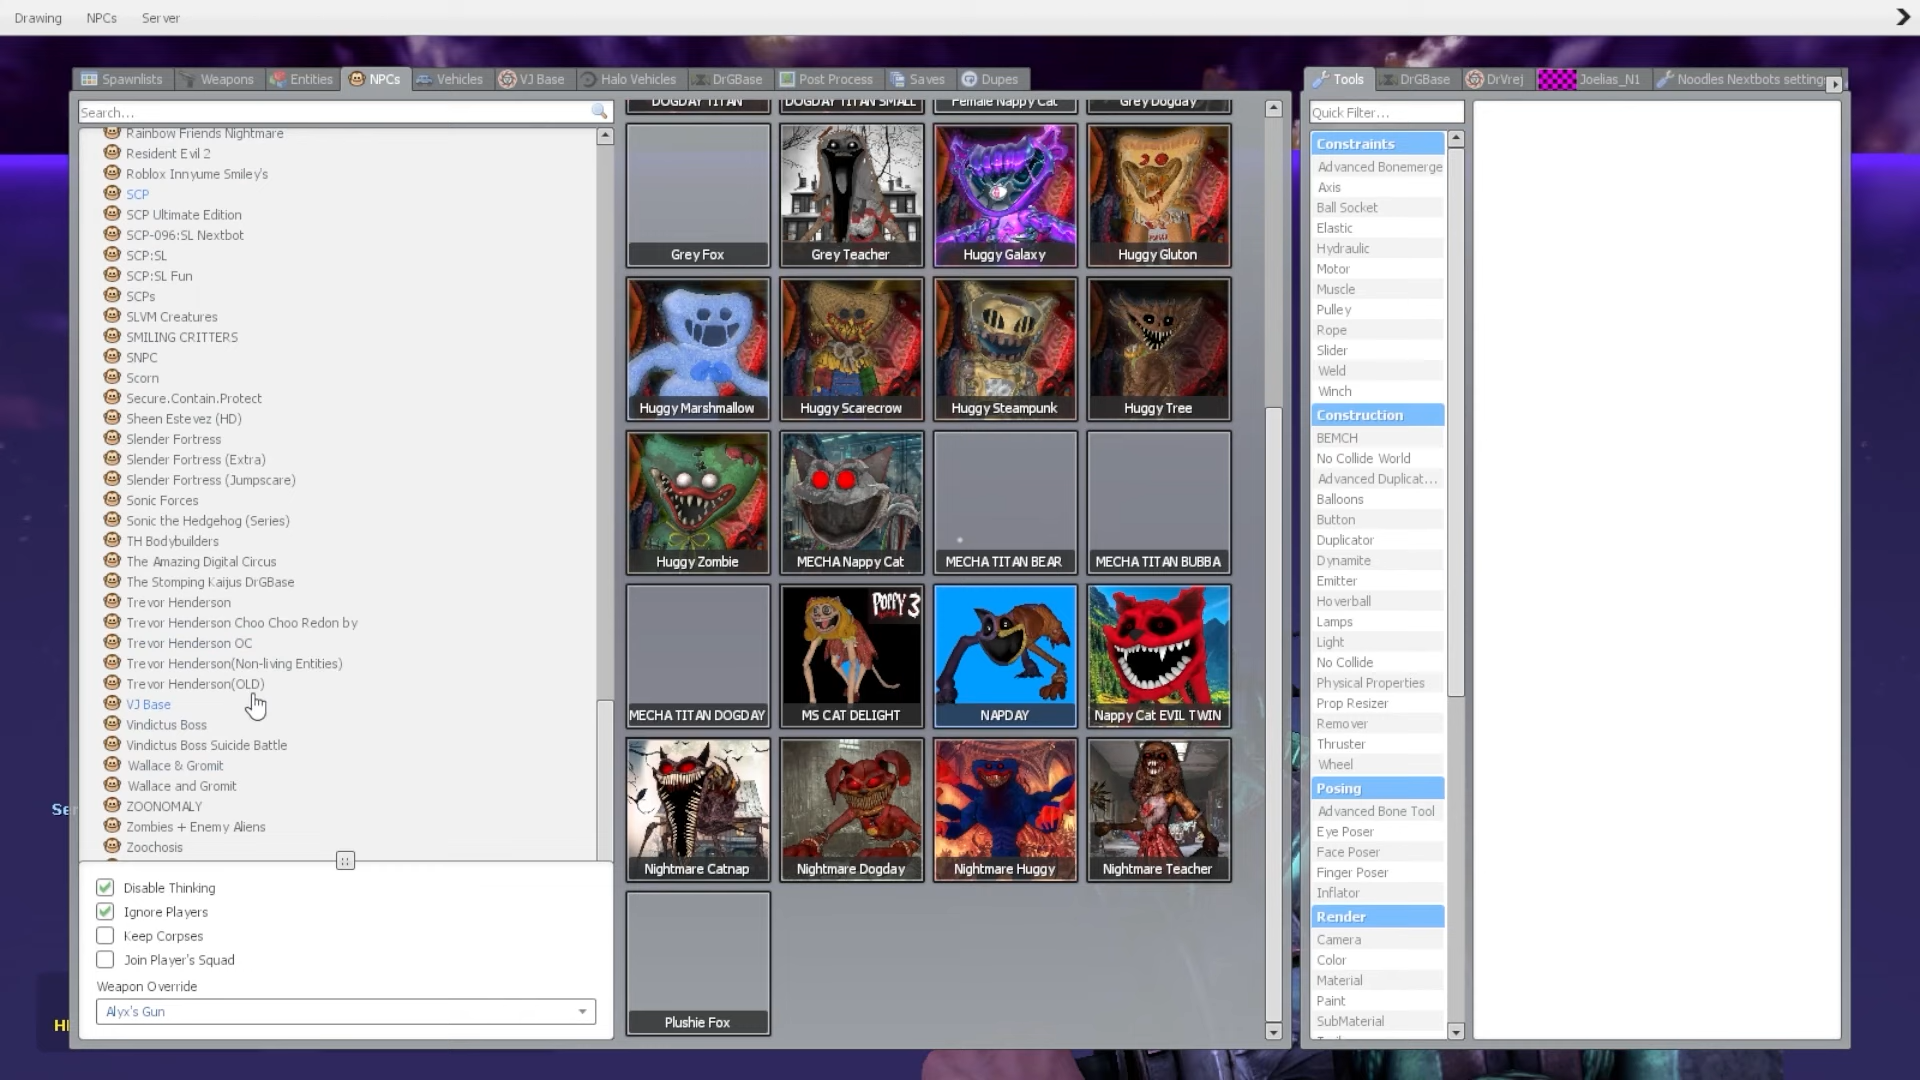 Drawing NPCs Server
Spawnlists Weapons Entities NPCs Vehicles VJ Base Halo Vehicles DrGBase Post Process Saves Dupes
Search...
Rainbow Friends Nightmare
Resident Evil 2
Roblox Innyume Smiley's
SCP
SCP Ultimate Edition
SCP-096:SL Nextbot
SCP:SL
SCP:SL Fun
SCPs
SLVM Creatures
SMILING CRITTERS
SNPC
Scorn
Secure.Contain.Protect
Sheen Estevez (HD)
Slender Fortress
Slender Fortress (Extra)
Slender Fortress (Jumpscare)
Sonic Forces
Sonic the Hedgehog (Series)
TH Bodybuilders
The Amazing Digital Circus
The Stomping Kaijus DrGBase
Trevor Henderson
Trevor Henderson Choo Choo Redon by
Trevor Henderson OC
Trevor Henderson(Non-living Entities)
Trevor Henderson(OLD)
VJ Base
Vindictus Boss
Vindictus Boss Suicide Battle
Wallace & Gromit
Wallace and Gromit
ZOONOMALY
Zombies + Enemy Aliens
Zoochosis
Disable Thinking
Ignore Players
Keep Corpses
Join Player's Squad
Weapon Override
Alyx's Gun
DOGDAY TITAN DOGDAY TITAN SMALL Female Nappy Cat Grey Dogday
Grey Fox Grey Teacher Huggy Galaxy Huggy Gluton
Huggy Marshmallow Huggy Scarecrow Huggy Steampunk Huggy Tree
Huggy Zombie MECHA Nappy Cat MECHA TITAN BEAR MECHA TITAN BUBBA
POPPY 3
MECHA TITAN DOGDAY MS CAT DELIGHT NAPDAY Nappy Cat EVIL TWIN
Nightmare Catnap Nightmare Dogday Nightmare Huggy Nightmare Teacher
Plushie Fox
Tools DrGBase DrVrej Joelias_N1 Noodles Nextbots setting
Quick Filter...
Constraints
Advanced Bonemerge
Axis
Ball Socket
Elastic
Hydraulic
Motor
Muscle
Pulley
Rope
Slider
Weld
Winch
Construction
BEMCH
No Collide World
Advanced Duplicat...
Balloons
Button
Duplicator
Dynamite
Emitter
Hoverball
Lamps
Light
No Collide
Physical Properties
Prop Resizer
Remover
Thruster
Wheel
Posing
Advanced Bone Tool
Eye Poser
Face Poser
Finger Poser
Inflator
Render
Camera
Color
Material
Paint
SubMaterial